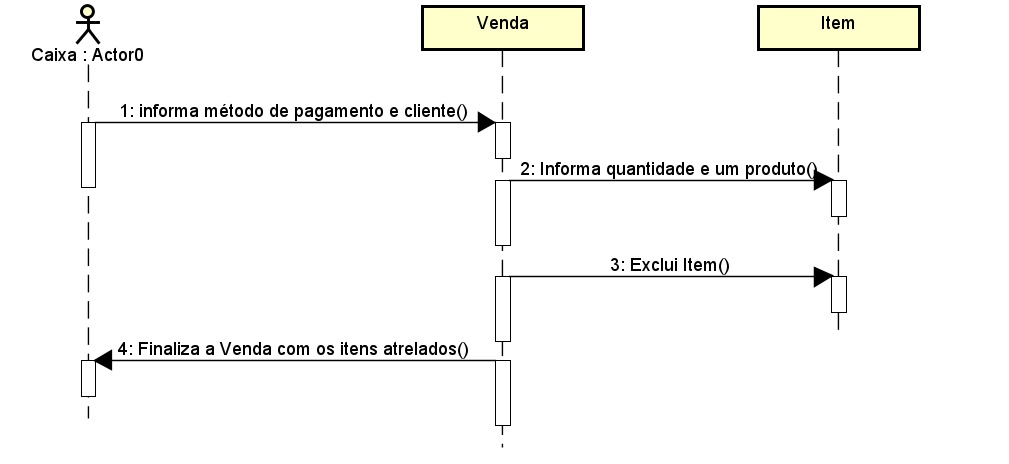 Caixa : Actor0
Venda
Item
1: informa método de pagamento e cliente()
2: Informa quantidade e um produto()
3: Exclui Item()
4: Finaliza a Venda com os itens atrelados()